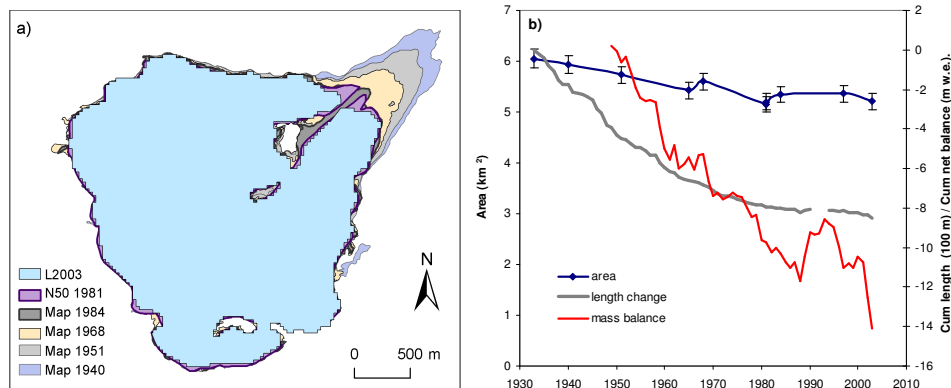 a)
L2003
N50 1981
Map 1984
Map 1968
Map 1951
Map 1940
N
0 500 m
b)
7
6
5
4
3
2
1
0
Area (km²)
2
0
-2
-4
-6
-8
-10
-12
-14
-16
Cum length (100 m) / Cum net balance (m w.e.)
area
length change
mass balance
1930 1940 1950 1960 1970 1980 1990 2000 2010